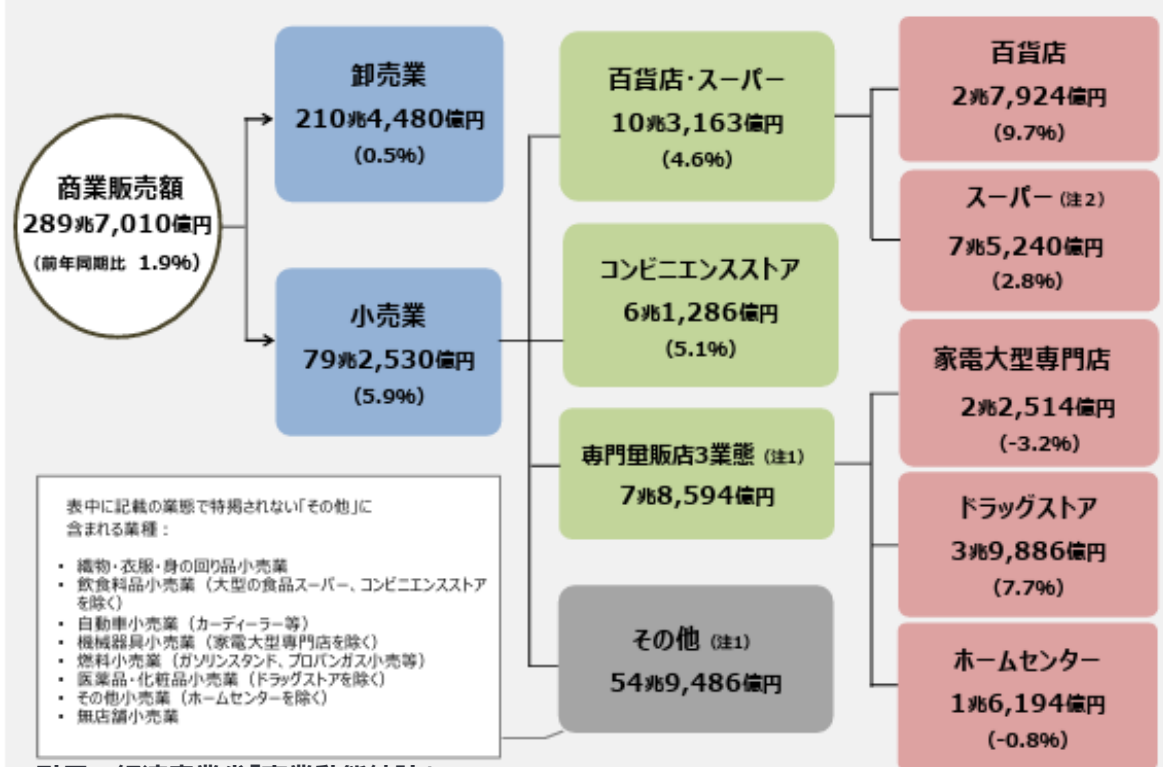 商業販売額
289兆7,010億円
(前年同期比 1.9%)
卸売業
210兆4,480億円
(0.5%)
小売業
79兆2,530億円
(5.9%)
百貨店・スーパー
10兆3,163億円
(4.6%)
コンビニエンスストア
6兆1,286億円
(5.1%)
専門量販店3業態 (注1)
7兆8,594億円
その他 (注1)
54兆9,486億円
百貨店
2兆7,924億円
(9.7%)
スーパー (注2)
7兆5,240億円
(2.8%)
家電大型専門店
2兆2,514億円
(-3.2%)
ドラッグストア
3兆9,886億円
(7.7%)
ホームセンター
1兆6,194億円
(-0.8%)
表中に記載の業態で特掲されない「その他」に
含まれる業種：
・ 織物・衣服・身の回り品小売業
・ 飲食料品小売業（大型の食品スーパー、コンビニエンスストア
を除く）
・ 自動車小売業（カーディーラー等）
・ 機械器具小売業（家電大型専門店を除く）
・ 燃料小売業（ガソリンスタンド、プロパンガス小売等）
・ 医薬品・化粧品小売業（ドラッグストアを除く）
・ その他小売業（ホームセンターを除く）
・ 無店舗小売業